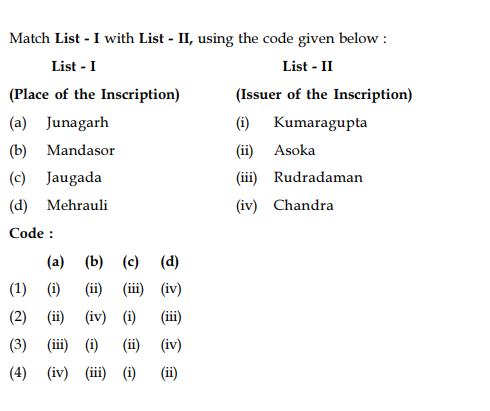 Match List - I with List - II, using the code given below :
List - I List - II
(Place of the Inscription) (Issuer of the Inscription)
(a) Junagarh (i) Kumaragupta
(b) Mandasor (ii) Asoka
(c) Jaugada (iii) Rudradaman
(d) Mehrauli (iv) Chandra
Code :
(a) (b) (c) (d)
(1) (i) (ii) (iii) (iv)
(2) (ii) (iv) (i) (iii)
(3) (iii) (i) (ii) (iv)
(4) (iv) (iii) (i) (ii)